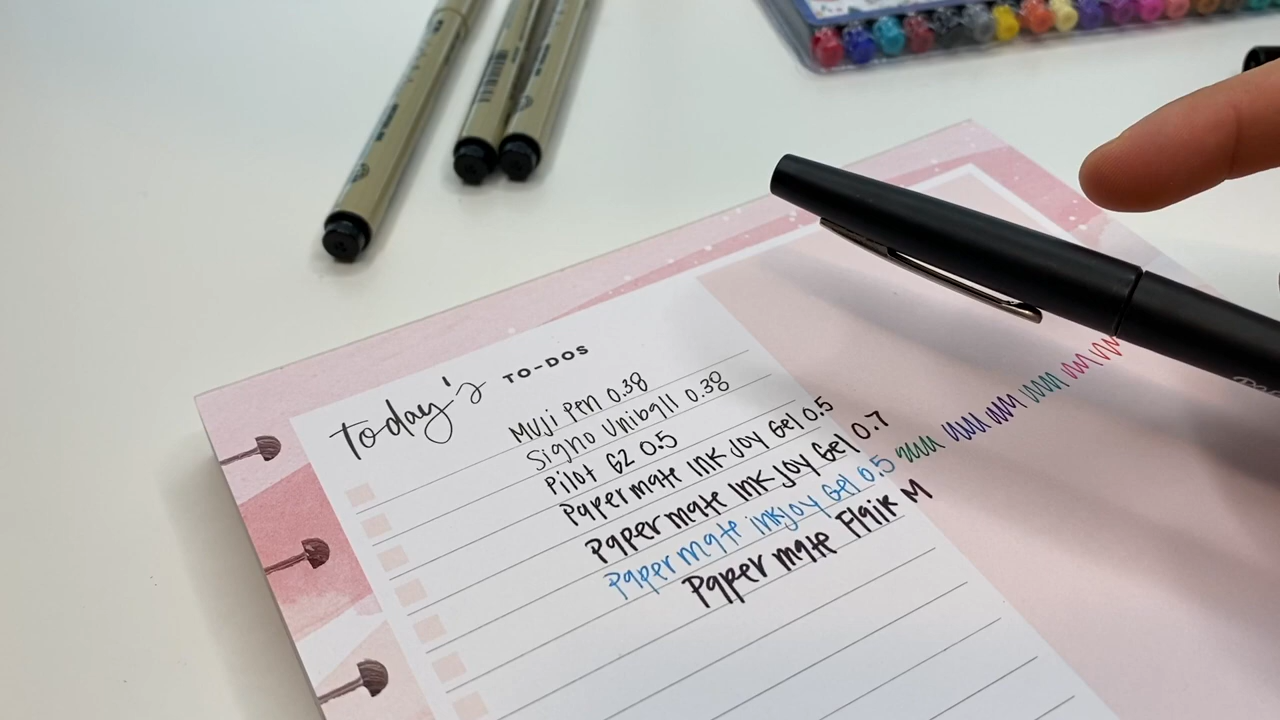 today's TO-DOS
Muji Pen 0.38
Signo Uniball 0.38
Pilot G2 0.5
Papermate InkJoy Gel 0.5
Papermate InkJoy Gel 0.7
Papermate inkjoy Gel 0.5
Papermate Flair M